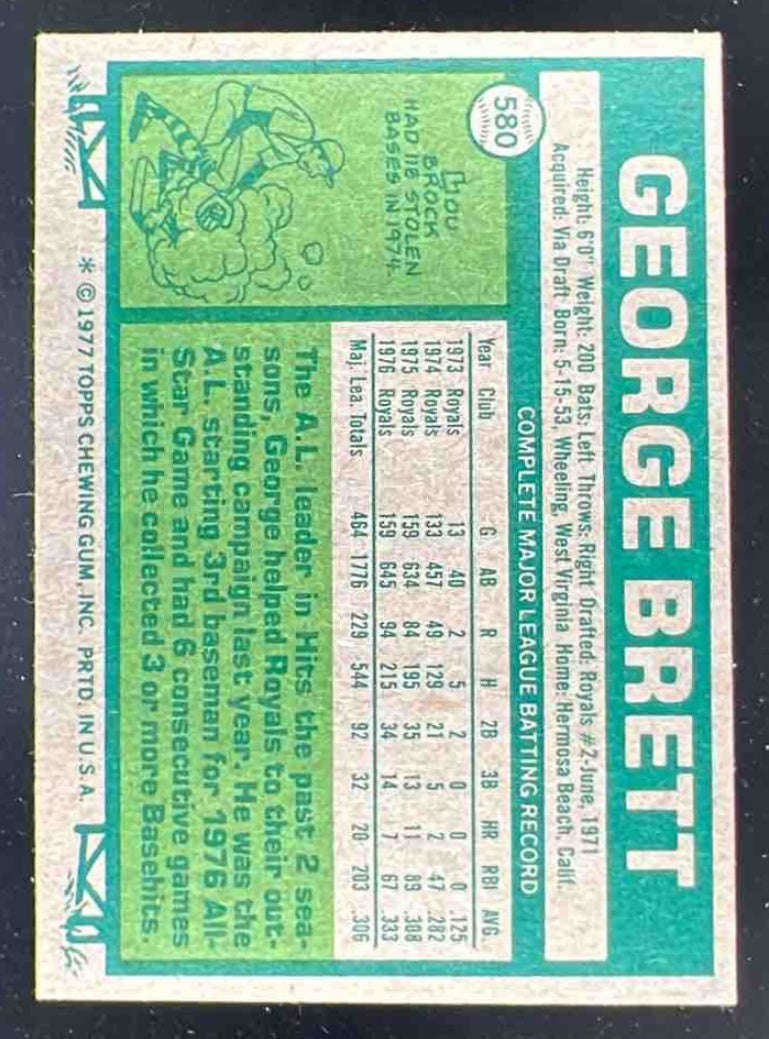 580
GEORGE BRETT
Height: 6'0" Weight: 200 Bats: Left Throws: Right Drafted: Royals #2-June, 1971
Acquired: Via Draft Born: 5-15-53, Wheeling, West Virginia Home: Hermosa Beach, Calif.
COMPLETE MAJOR LEAGUE BATTING RECORD
Year Club G AB R H 2B 3B HR RBI AVG.
1973 Royals 13 40 2 5 2 0 0 0 .125
1974 Royals 133 457 49 129 21 5 2 47 .282
1975 Royals 159 634 84 195 35 13 11 89 .308
1976 Royals 159 645 94 215 34 14 7 67 .333
Maj. Lea. Totals 464 1776 229 544 92 32 20 203 .306
LOU
BROCK
HAD 118 STOLEN
BASES IN 1974.
The A.L. leader in Hits the past 2 sea-
sons, George helped Royals to their out-
standing campaign last year. He was the
A.L. starting 3rd baseman for 1976 All-
Star Game and had 6 consecutive games
in which he collected 3 or more Basehits.
* © 1977 TOPPS CHEWING GUM, INC. PRTD. IN U.S.A.